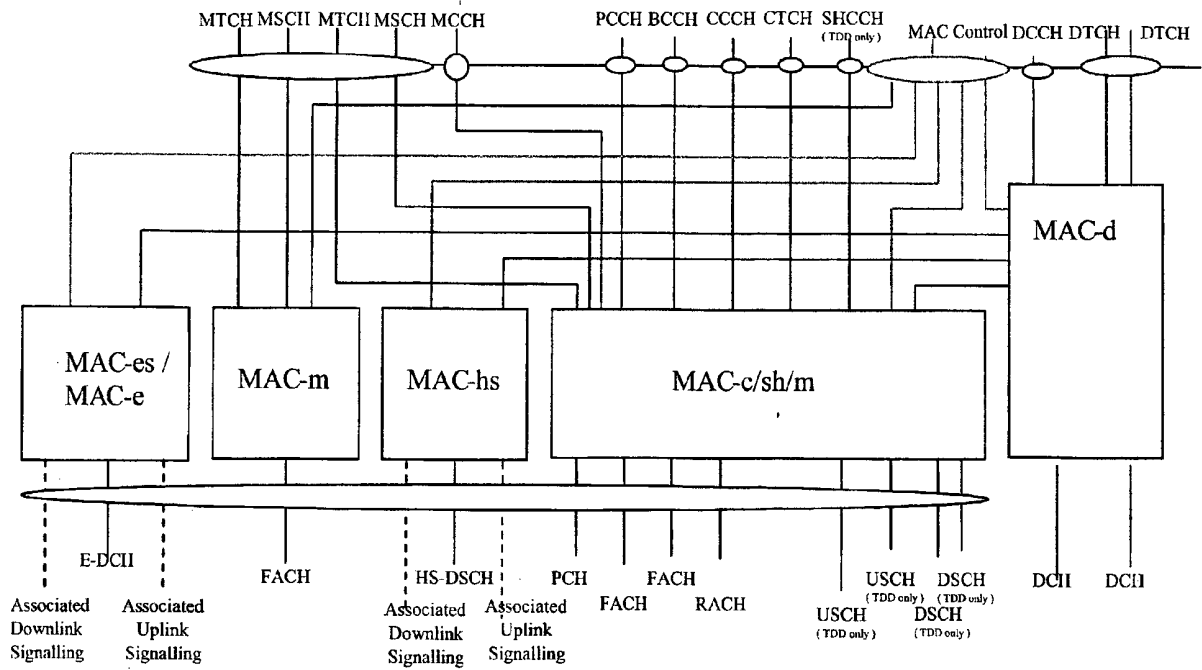 MTCH MSCH MTCH MSCH MCCH PCCH BCCH CCCH CTCH SHCCH
( TDD only )
MAC Control DCCH DTCH DTCH
MAC-d
MAC-es /
MAC-e
MAC-m
MAC-hs
MAC-c/sh/m
E-DCH
FACH
HS-DSCH
PCH
FACH
FACH
RACH
USCH
( TDD only )
USCH
( TDD only )
DSCH
( TDD only )
DSCH
( TDD only )
DCH
DCH
Associated
Downlink
Signalling
Associated
Uplink
Signalling
Associated
Downlink
Signalling
Associated
Uplink
Signalling